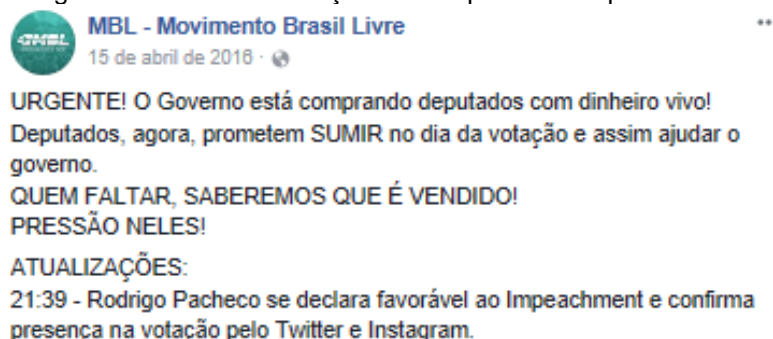 MBL - Movimento Brasil Livre
15 de abril de 2016 ·
URGENTE! O Governo está comprando deputados com dinheiro vivo!
Deputados, agora, prometem SUMIR no dia da votação e assim ajudar o
governo.
QUEM FALTAR, SABEREMOS QUE É VENDIDO!
PRESSÃO NELES!
ATUALIZAÇÕES:
21:39 - Rodrigo Pacheco se declara favorável ao Impeachment e confirma
presença na votação pelo Twitter e Instagram.